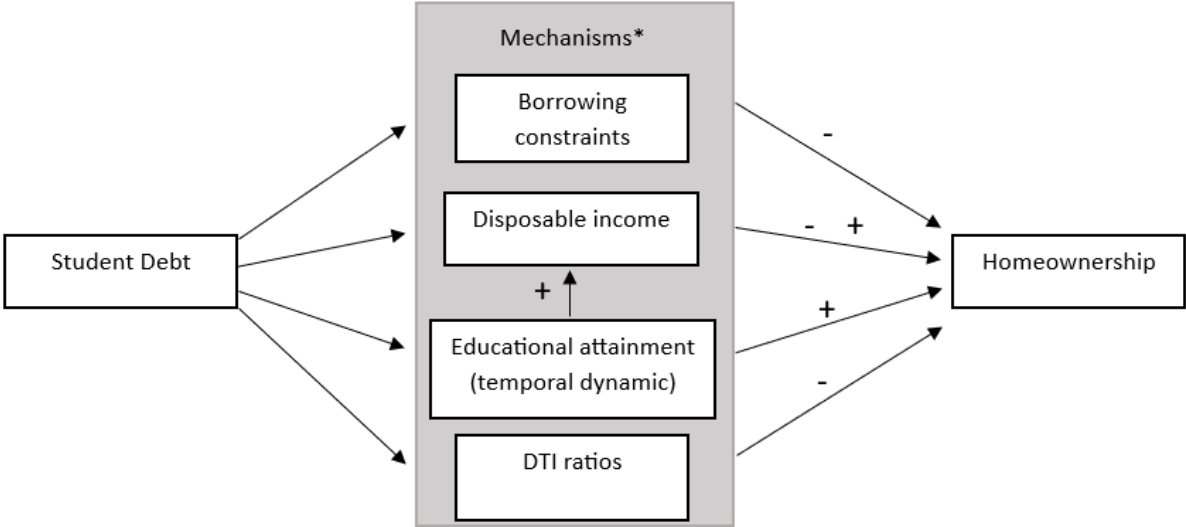 Mechanisms*
Borrowing
constraints
-
Disposable income
- +
Student Debt
Homeownership
+
+
Educational attainment
(temporal dynamic)
-
DTI ratios